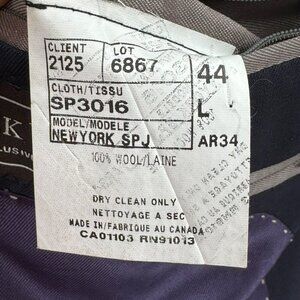 CLIENT LOT
2125 6867 44
CLOTH/TISSU
SP3016 L
MODEL/MODELE
NEWYORK SPJ AR34
100% WOOL/LAINE
DRY CLEAN ONLY
NETTOYAGE A SEC
MADE IN/FABRIQUE AU CANADA
CA01103 RN91013
K